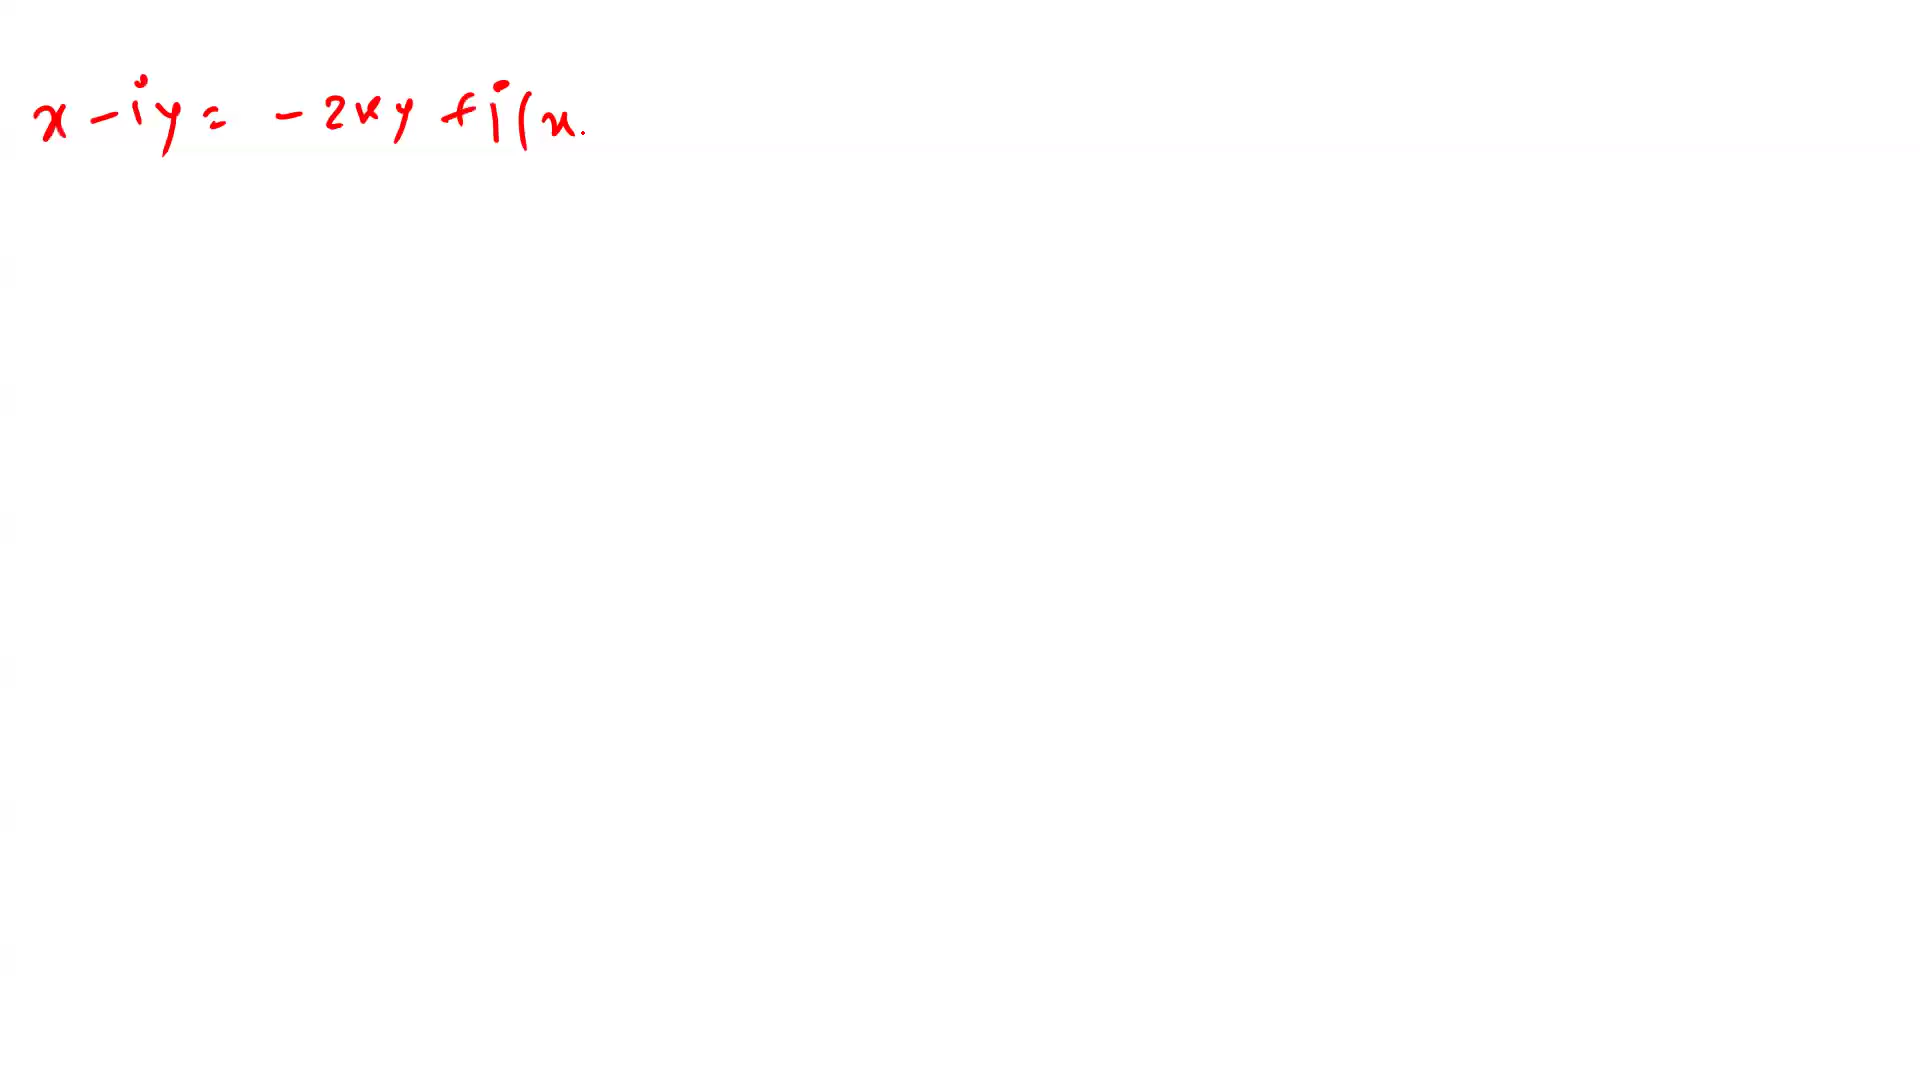 x - iy = - 2xy + i(x.